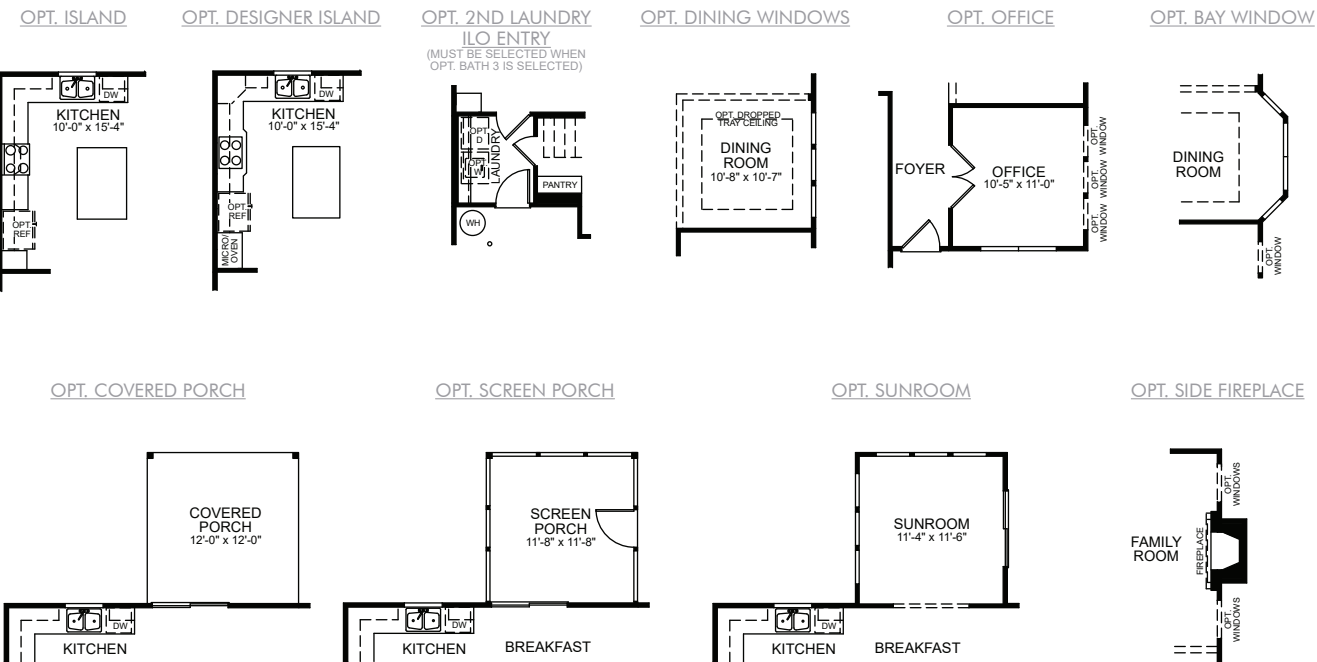 OPT. ISLAND
DW
KITCHEN
10'-0" x 15'-4"
OPT.
REF
OPT. DESIGNER ISLAND
DW
KITCHEN
10'-0" x 15'-4"
OPT.
REF
MICRO/
OVEN
OPT. 2ND LAUNDRY
ILO ENTRY
(MUST BE SELECTED WHEN
OPT. BATH 3 IS SELECTED)
OPT.
D
OPT.
W
LAUNDRY
PANTRY
WH
OPT. DINING WINDOWS
OPT. DROPPED
TRAY CEILING
DINING
ROOM
10'-8" x 10'-7"
OPT. OFFICE
FOYER
OFFICE
10'-5" x 11'-0"
OPT.
WINDOW
OPT.
WINDOW
OPT.
WINDOW
OPT. BAY WINDOW
DINING
ROOM
OPT.
WINDOW
OPT. COVERED PORCH
COVERED
PORCH
12'-0" x 12'-0"
DW
KITCHEN
OPT. SCREEN PORCH
SCREEN
PORCH
11'-8" x 11'-8"
DW
KITCHEN
BREAKFAST
OPT. SUNROOM
SUNROOM
11'-4" x 11'-6"
DW
KITCHEN
BREAKFAST
OPT. SIDE FIREPLACE
OPT.
WINDOWS
FAMILY
ROOM
FIREPLACE
OPT.
WINDOWS